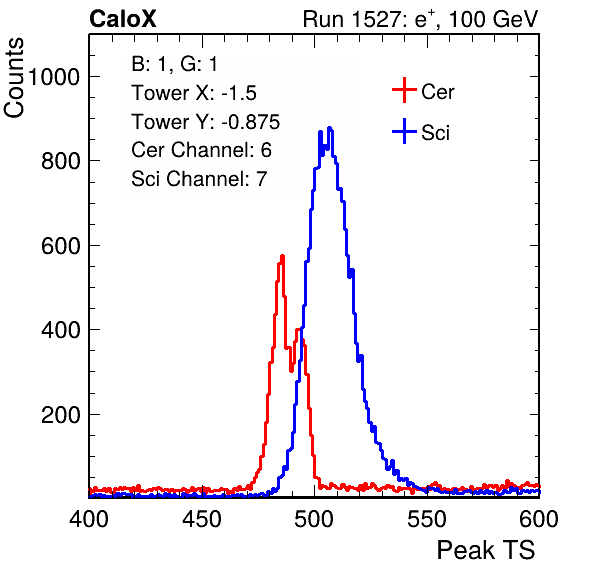 CaloX Run 1527: e+, 100 GeV
Counts
B: 1, G: 1
Tower X: -1.5
Tower Y: -0.875
Cer Channel: 6
Sci Channel: 7
Cer
Sci
1000
800
600
400
200
400 450 500 550 600
Peak TS